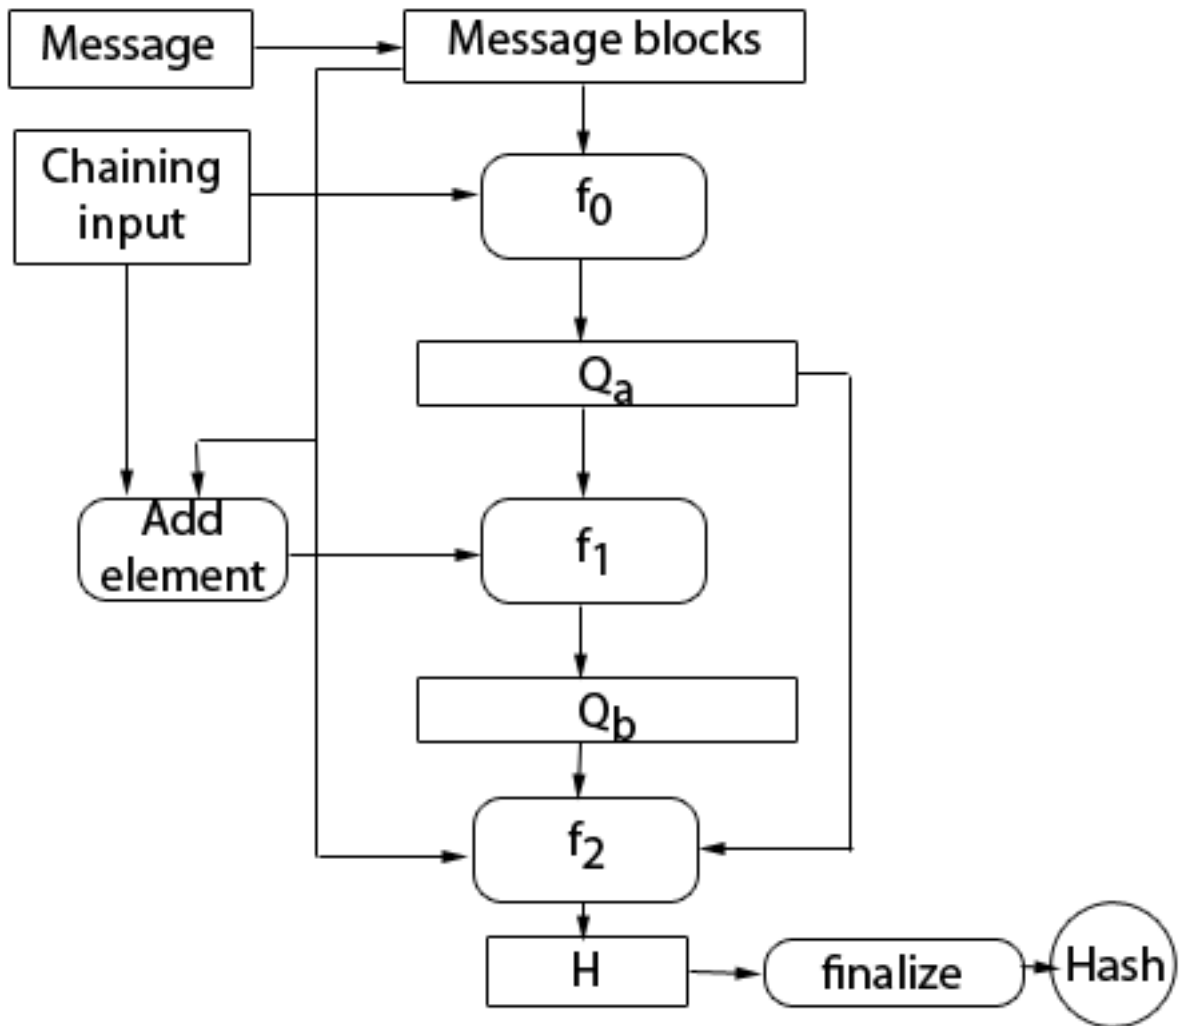 Message
Message blocks
Chaining
input
f0
Qa
Add
element
f1
Qb
f2
H
finalize
Hash